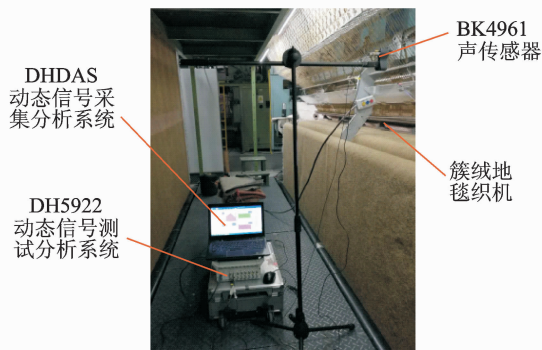 BK4961
声传感器
DHDAS
动态信号采
集分析系统
簇绒地
毯织机
DH5922
动态信号测
试分析系统